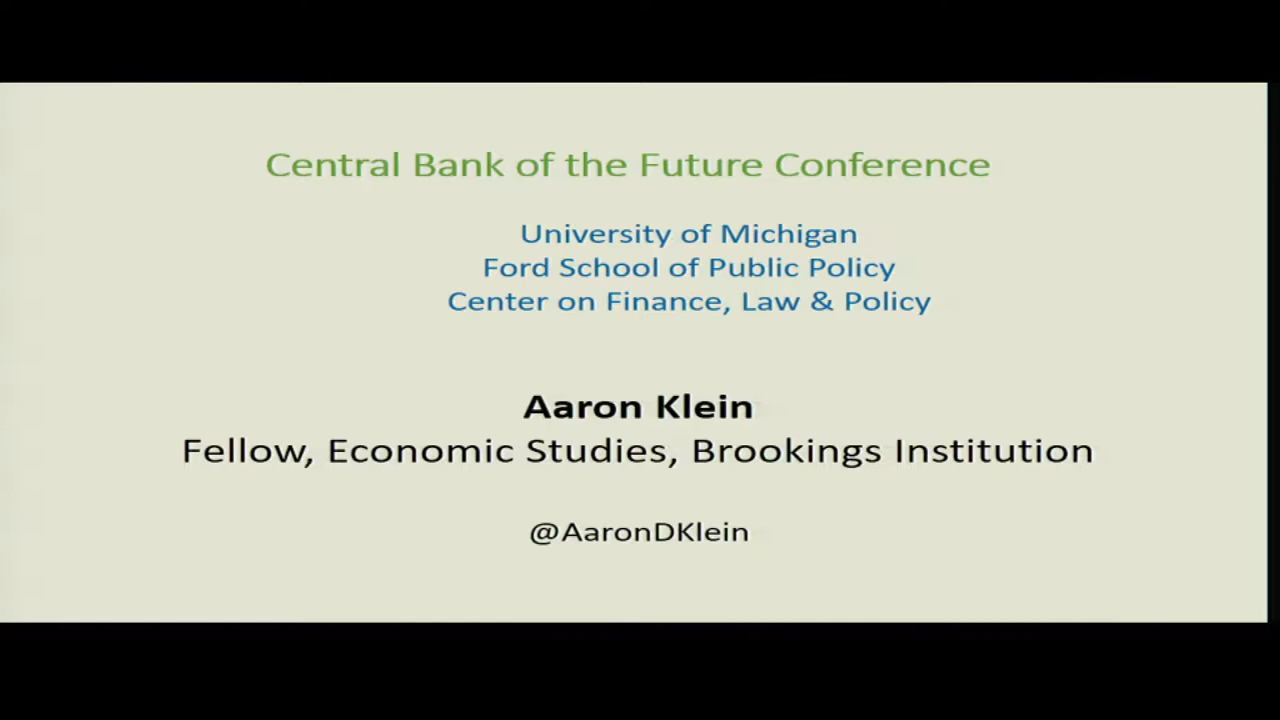 Central Bank of the Future Conference
University of Michigan
Ford School of Public Policy
Center on Finance, Law & Policy
Aaron Klein
Fellow, Economic Studies, Brookings Institution
@AaronDKlein